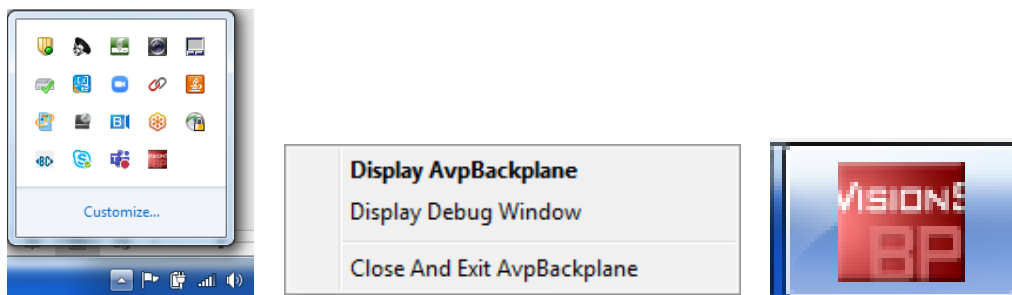 Customize...
Display AvpBackplane
Display Debug Window
Close And Exit AvpBackplane
VISIONS
BP